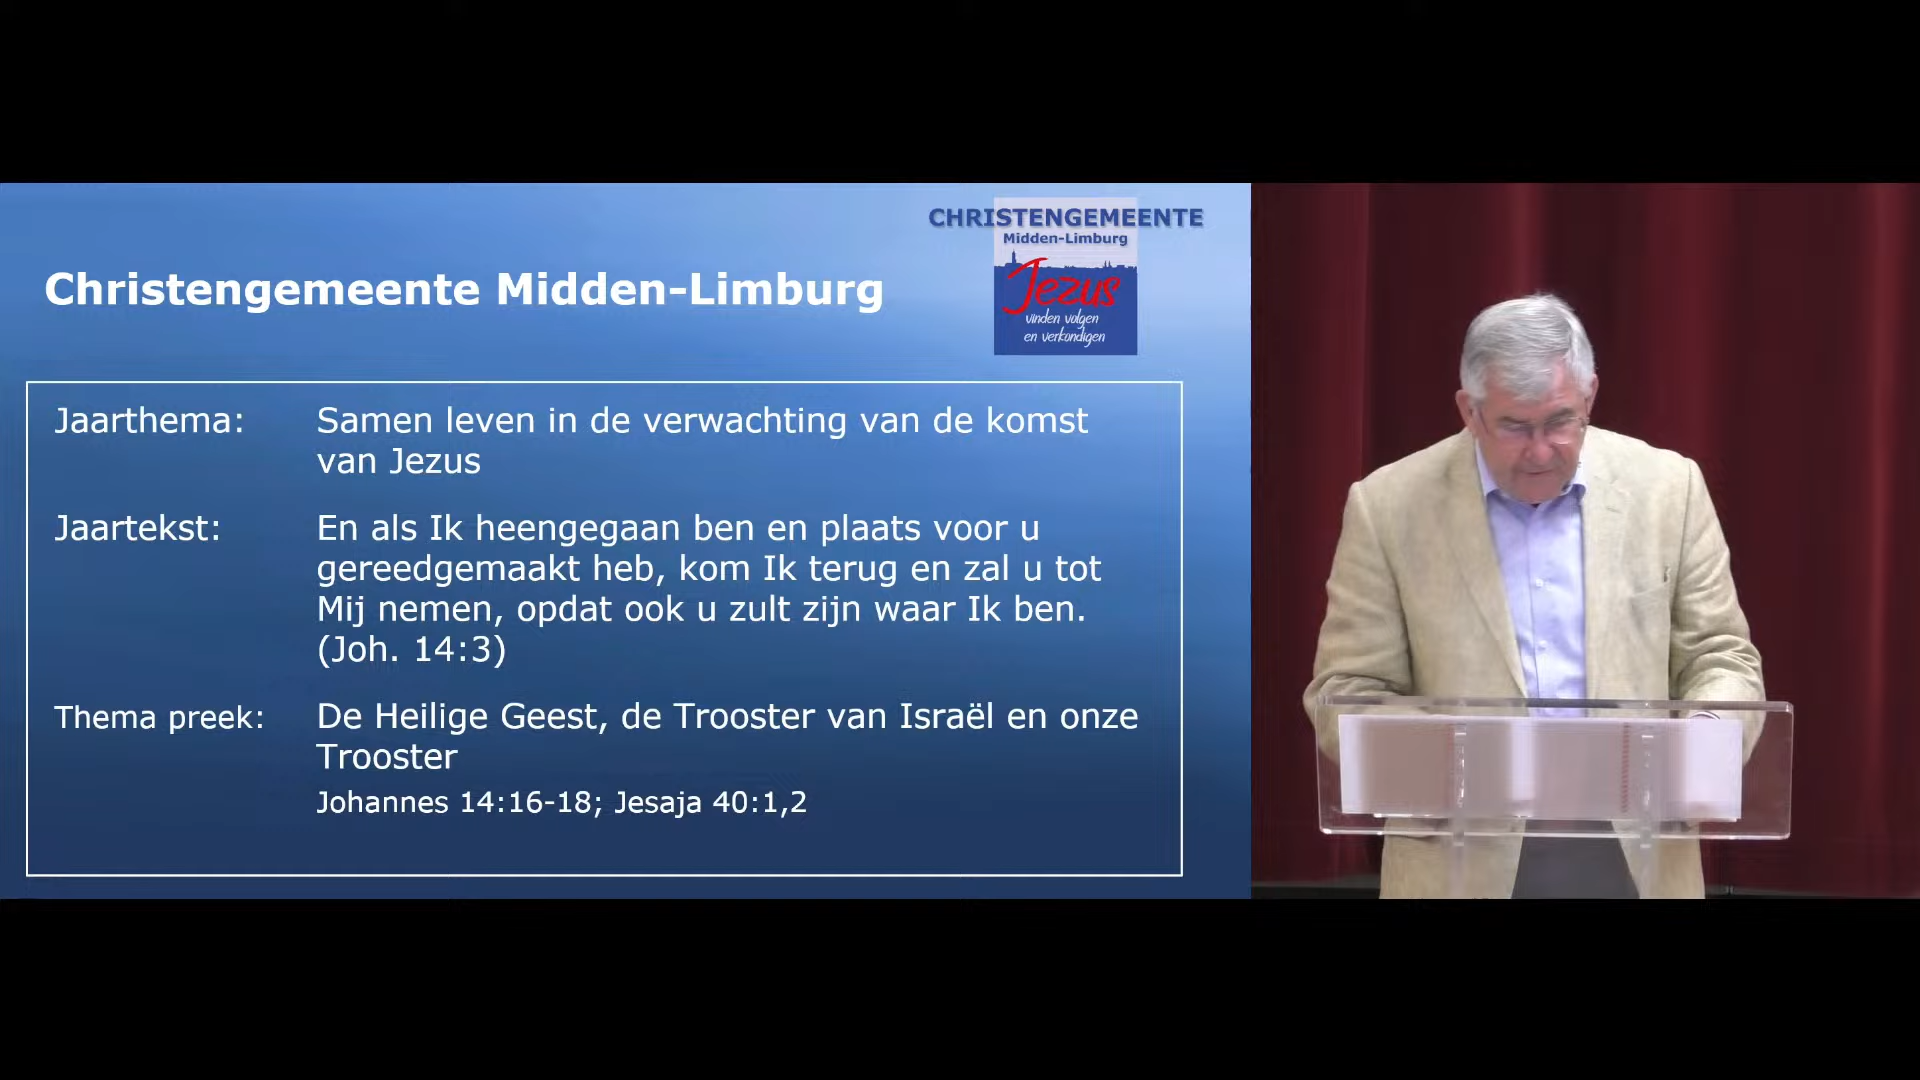 CHRISTENGEMEENTE
Midden-Limburg
Jezus
vinden volgen
en verkondigen
Christengemeente Midden-Limburg
Jaarthema: Samen leven in de verwachting van de komst
van Jezus
Jaartekst: En als Ik heengegaan ben en plaats voor u
gereedgemaakt heb, kom Ik terug en zal u tot
Mij nemen, opdat ook u zult zijn waar Ik ben.
(Joh. 14:3)
Thema preek: De Heilige Geest, de Trooster van Israël en onze
Trooster
Johannes 14:16-18; Jesaja 40:1,2